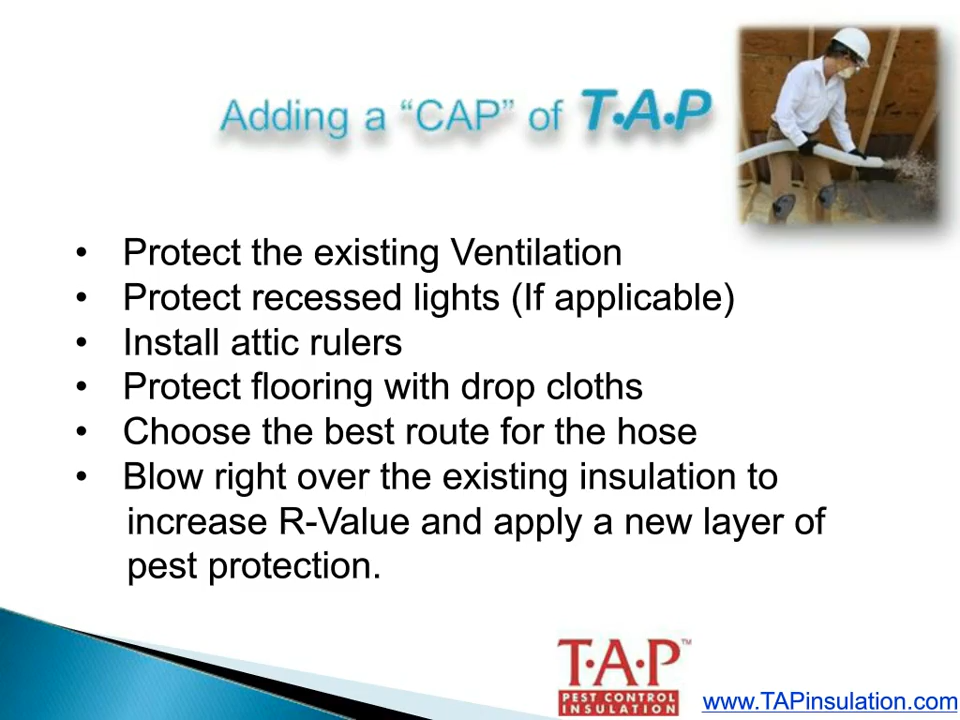 Adding a “CAP” of T•A•P
• Protect the existing Ventilation
• Protect recessed lights (If applicable)
• Install attic rulers
• Protect flooring with drop cloths
• Choose the best route for the hose
• Blow right over the existing insulation to
increase R-Value and apply a new layer of
pest protection.
T•A•P™
PEST CONTROL
INSULATION
www.TAPinsulation.com